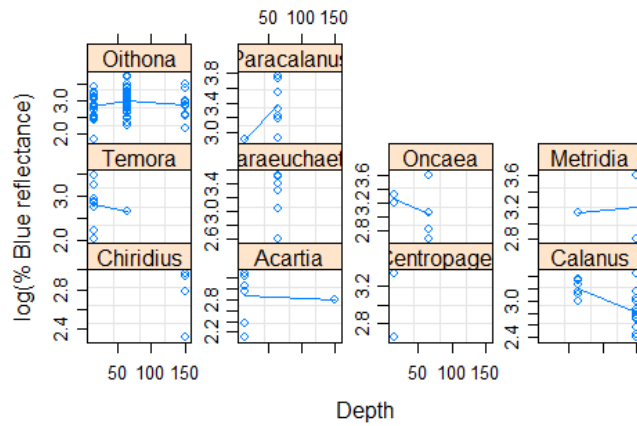 50 100 150
Oithona
3.0
2.0
Paracalanus
3.8
3.4
3.0
log(% Blue reflectance)
Temora
3.0
2.0
araeuchaet
3.4
3.0
2.6
Oncaea
3.6
3.2
2.8
Metridia
3.6
3.2
2.8
Chiridius
2.8
2.4
Acartia
2.8
2.2
Centropage
3.2
2.8
Calanus
3.0
2.4
50 100 150
50 100 150
Depth